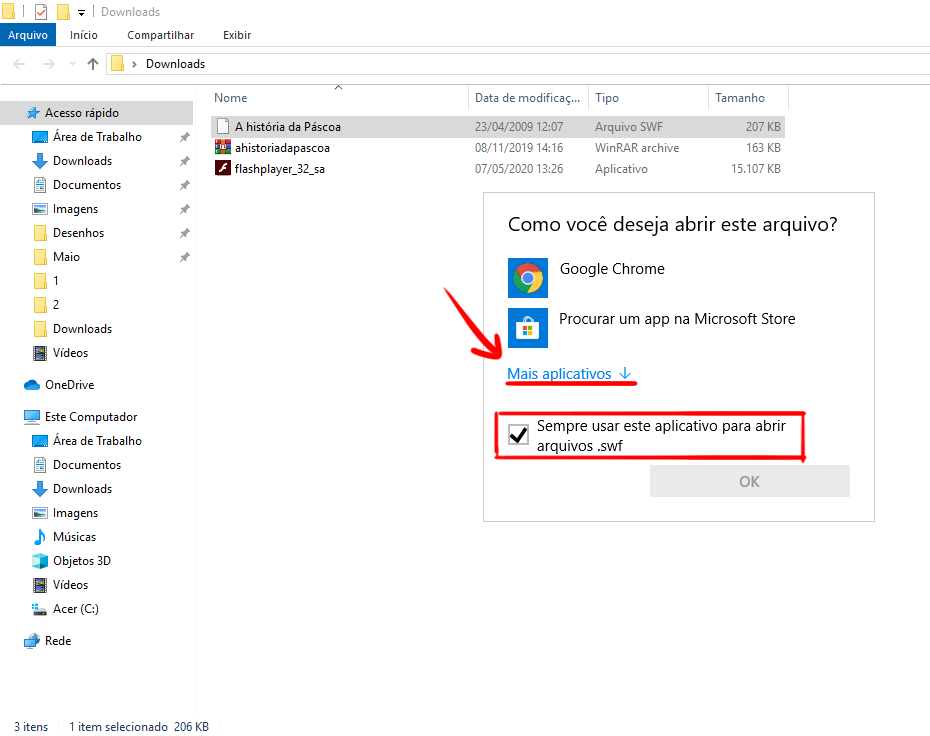 Downloads
Arquivo Início Compartilhar Exibir
Downloads
Nome Data de modificaç... Tipo Tamanho
A história da Páscoa 23/04/2009 12:07 Arquivo SWF 207 KB
ahistoriadapascoa 08/11/2019 14:16 WinRAR archive 163 KB
flashplayer_32_sa 07/05/2020 13:26 Aplicativo 15.107 KB
Acesso rápido
Área de Trabalho
Downloads
Documentos
Imagens
Desenhos
Maio
1
2
Downloads
Vídeos
OneDrive
Este Computador
Área de Trabalho
Documentos
Downloads
Imagens
Músicas
Objetos 3D
Vídeos
Acer (C:)
Rede
Como você deseja abrir este arquivo?
Google Chrome
Procurar um app na Microsoft Store
Mais aplicativos
Sempre usar este aplicativo para abrir
arquivos .swf
OK
3 itens 1 item selecionado 206 KB